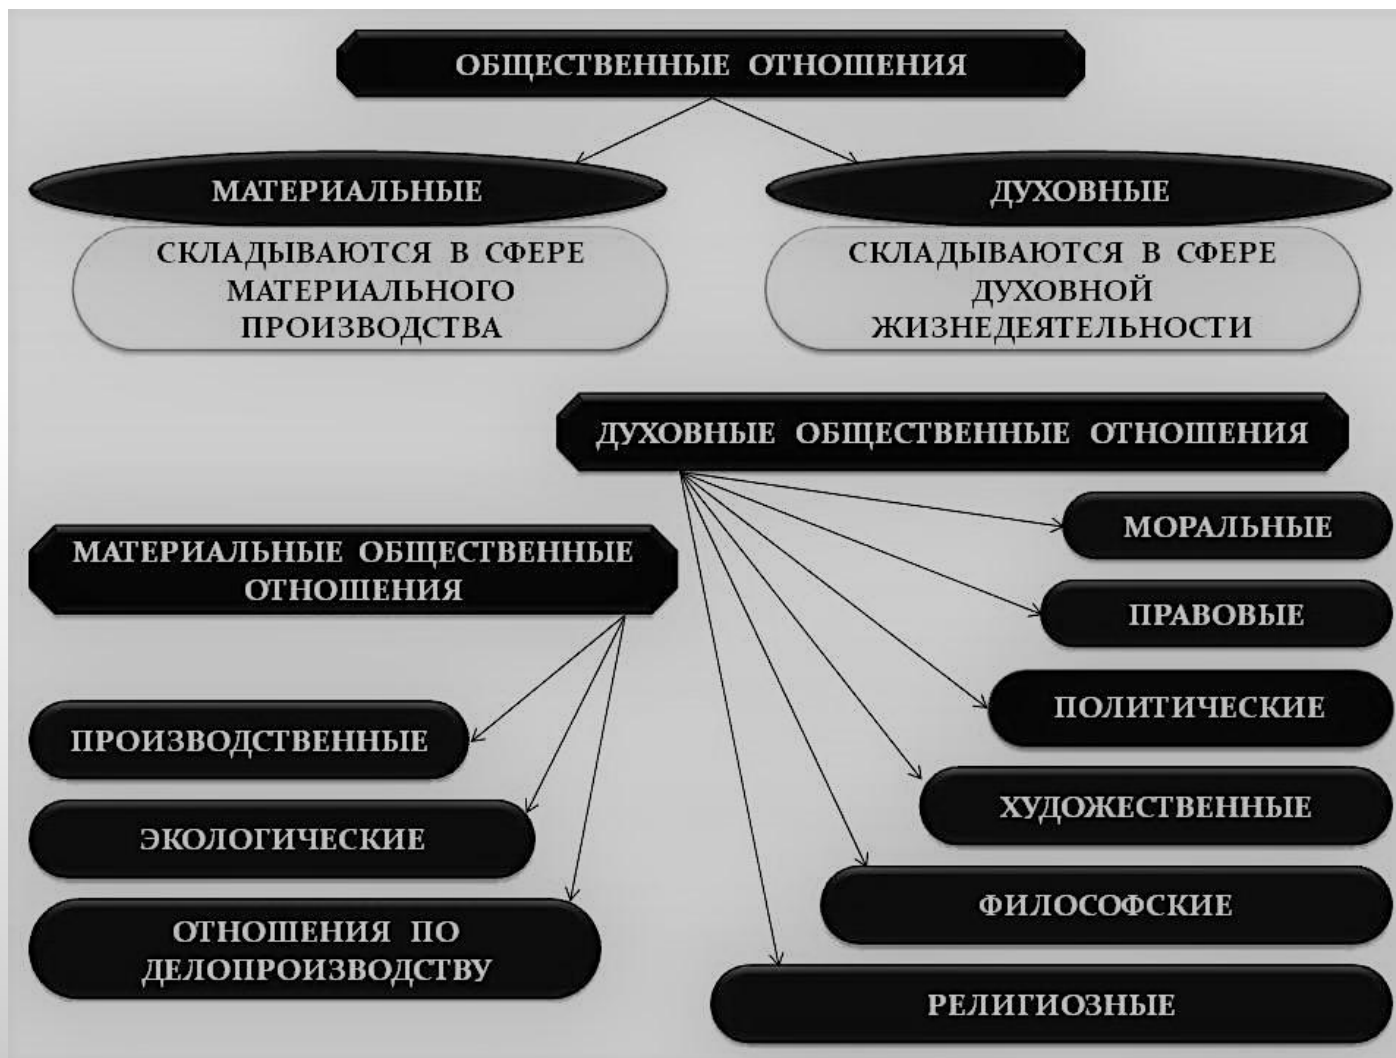 ОБЩЕСТВЕННЫЕ ОТНОШЕНИЯ
МАТЕРИАЛЬНЫЕ
СКЛАДЫВАЮТСЯ В СФЕРЕ
МАТЕРИАЛЬНОГО
ПРОИЗВОДСТВА
ДУХОВНЫЕ
СКЛАДЫВАЮТСЯ В СФЕРЕ
ДУХОВНОЙ
ЖИЗНЕДЕЯТЕЛЬНОСТИ
МАТЕРИАЛЬНЫЕ ОБЩЕСТВЕННЫЕ
ОТНОШЕНИЯ
ПРОИЗВОДСТВЕННЫЕ
ЭКОЛОГИЧЕСКИЕ
ОТНОШЕНИЯ ПО
ДЕЛОПРОИЗВОДСТВУ
ДУХОВНЫЕ ОБЩЕСТВЕННЫЕ ОТНОШЕНИЯ
МОРАЛЬНЫЕ
ПРАВОВЫЕ
ПОЛИТИЧЕСКИЕ
ХУДОЖЕСТВЕННЫЕ
ФИЛОСОФСКИЕ
РЕЛИГИОЗНЫЕ